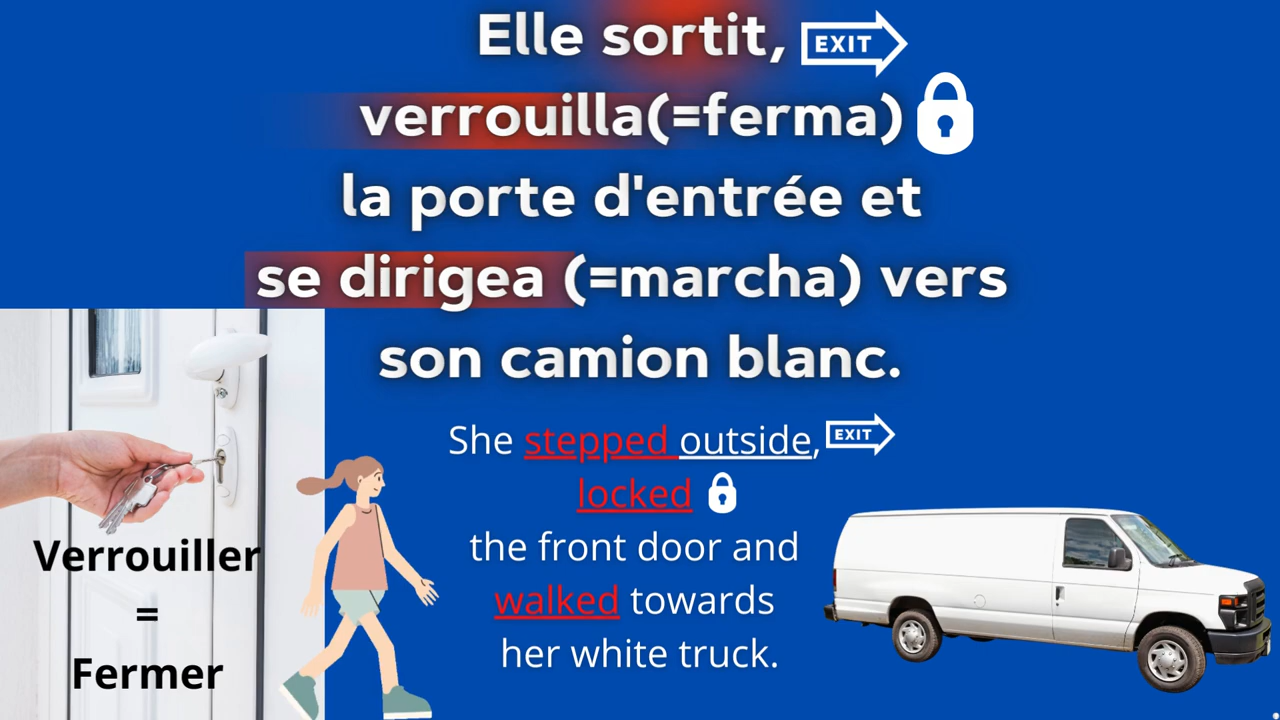 Elle sortit, EXIT
verrouilla(=ferma)
la porte d'entrée et
se dirigea (=marcha) vers
son camion blanc.
She stepped outside, EXIT
locked
the front door and
walked towards
her white truck.
Verrouiller
=
Fermer